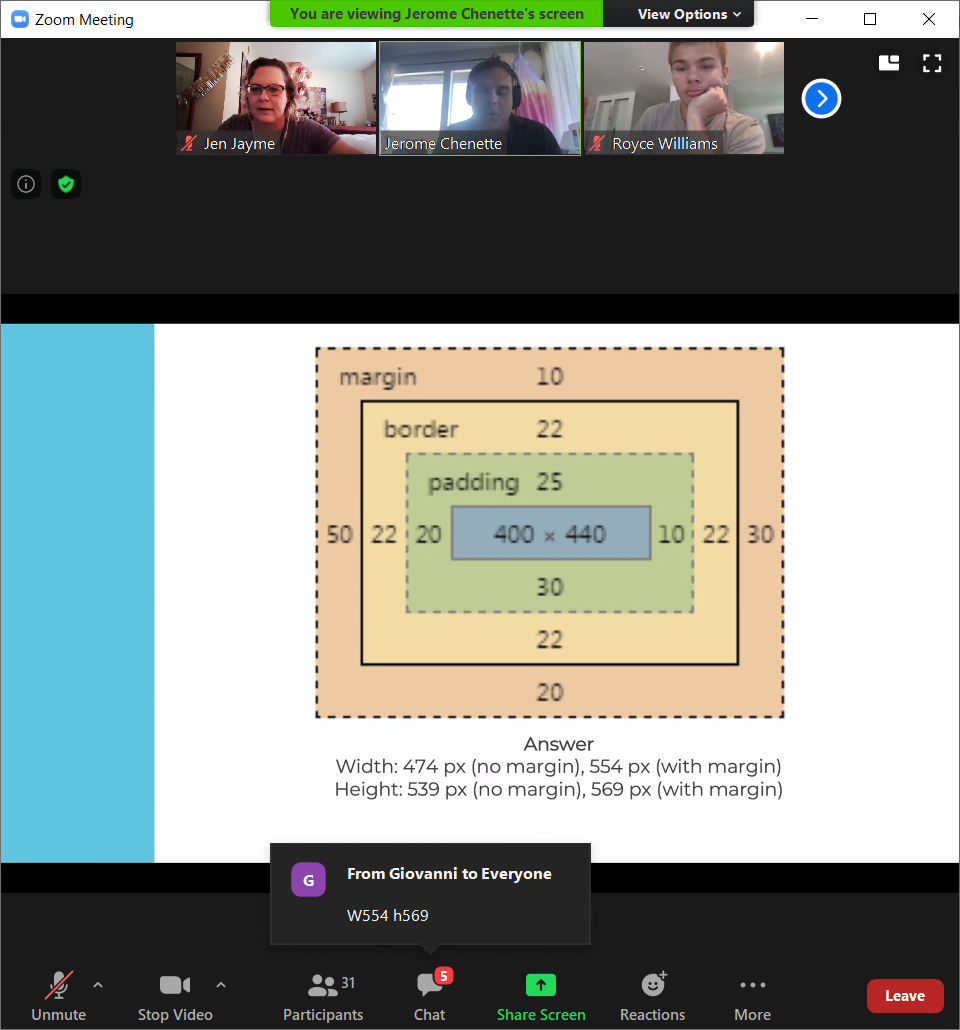 Zoom Meeting
You are viewing Jerome Chenette's screen
View Options
Jen Jayme
Jerome Chenette
Royce Williams
margin 10
border 22
padding 25
50 22 20 400 × 440 10 22 30
30
22
20
Answer
Width: 474 px (no margin), 554 px (with margin)
Height: 539 px (no margin), 569 px (with margin)
G
From Giovanni to Everyone
W554 h569
31
5
Unmute
Stop Video
Participants
Chat
Share Screen
Reactions
More
Leave